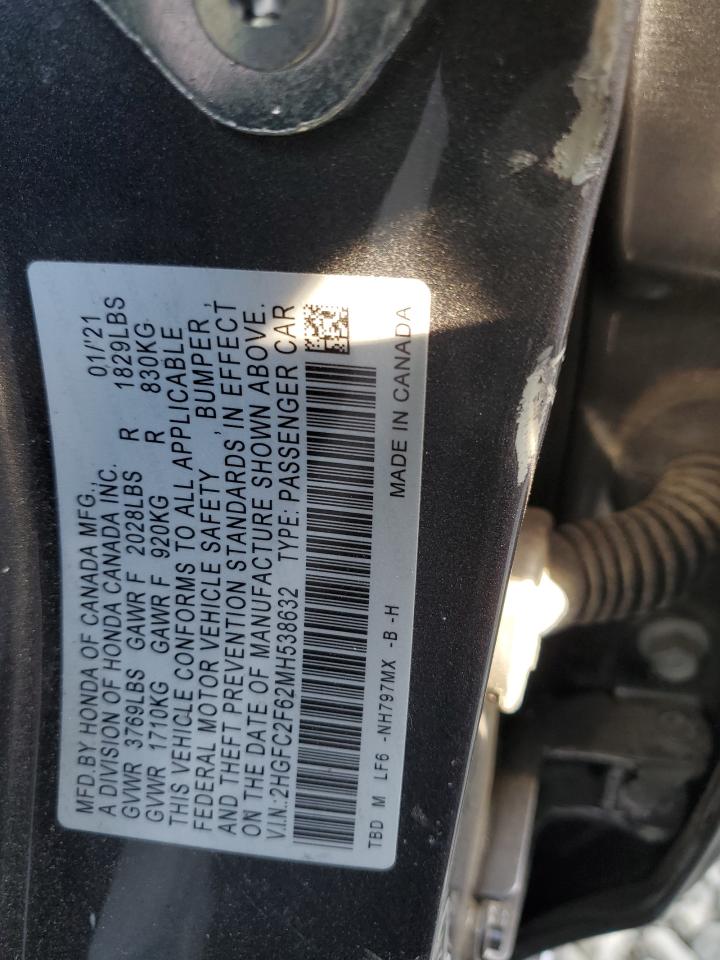 MFD.BY HONDA OF CANADA MFG., 01/'21
A DIVISION OF HONDA CANADA INC.
GVWR 3769LBS GAWR F 2028LBS R 1829LBS
GVWR 1710KG GAWR F 920KG R 830KG
THIS VEHICLE CONFORMS TO ALL APPLICABLE
FEDERAL MOTOR VEHICLE SAFETY , BUMPER ,
AND THEFT PREVENTION STANDARDS IN EFFECT
ON THE DATE OF MANUFACTURE SHOWN ABOVE.
V.I.N.:2HGFC2F62MH538632 TYPE: PASSENGER CAR
TBD M LF6 -NH797MX -B -H
MADE IN CANADA